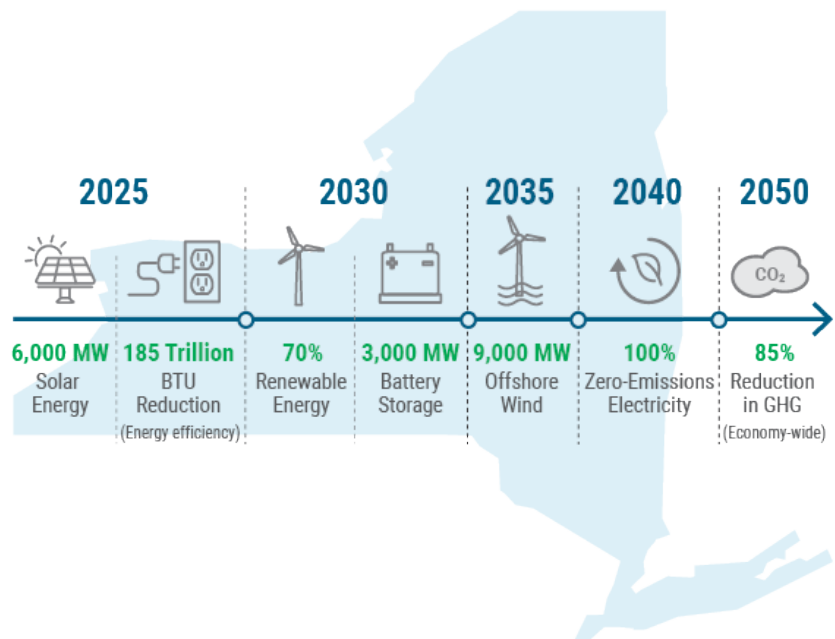 2025
2030
2035
2040
2050
CO₂
6,000 MW
Solar
Energy
185 Trillion
BTU
Reduction
(Energy efficiency)
70%
Renewable
Energy
3,000 MW
Battery
Storage
9,000 MW
Offshore
Wind
100%
Zero-Emissions
Electricity
85%
Reduction
in GHG
(Economy-wide)